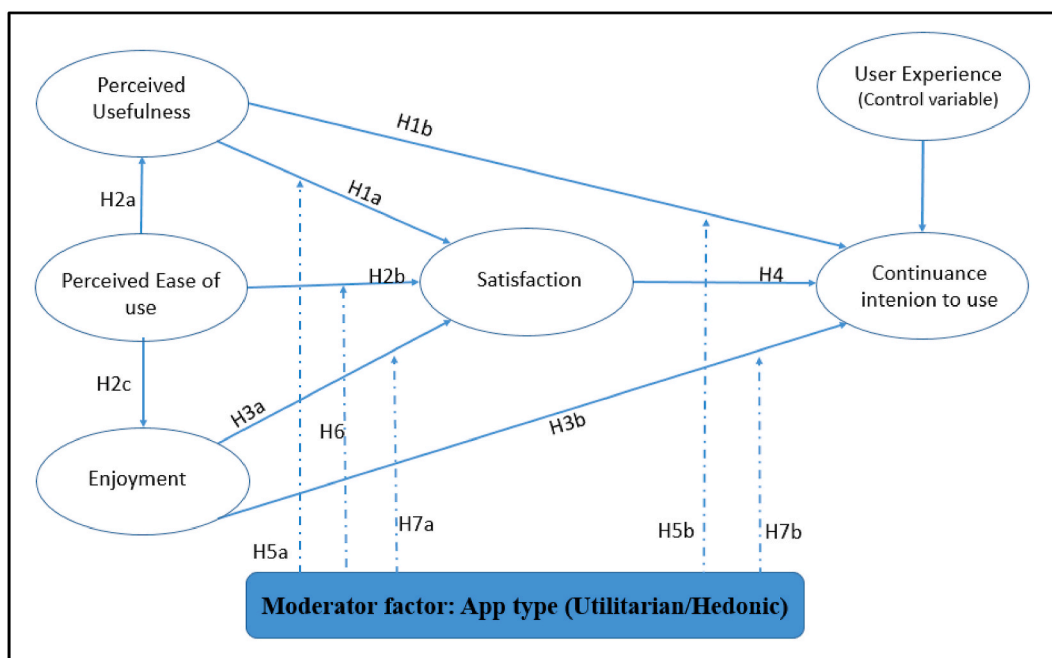 Perceived
Usefulness
User Experience
(Control variable)
H1b
H1a
H2a
Perceived Ease of
use
H2b
Satisfaction
H4
Continuance
intenion to use
H2c
H3a
H3b
H6
Enjoyment
H7a
H5a
H5b
H7b
Moderator factor: App type (Utilitarian/Hedonic)